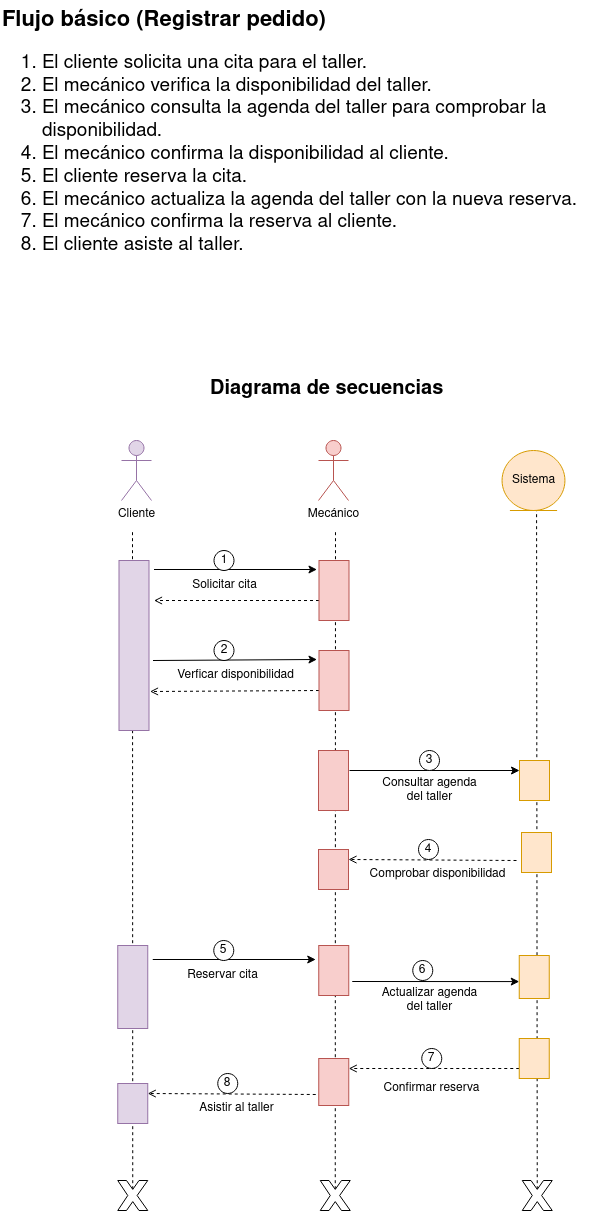 Flujo básico (Registrar pedido)
1. El cliente solicita una cita para el taller.
2. El mecánico verifica la disponibilidad del taller.
3. El mecánico consulta la agenda del taller para comprobar la
disponibilidad.
4. El mecánico confirma la disponibilidad al cliente.
5. El cliente reserva la cita.
6. El mecánico actualiza la agenda del taller con la nueva reserva.
7. El mecánico confirma la reserva al cliente.
8. El cliente asiste al taller.
Diagrama de secuencias
Sistema
Cliente
Mecánico
1
Solicitar cita
2
Verficar disponibilidad
3
Consultar agenda
del taller
4
Comprobar disponibilidad
5
Reservar cita
6
Actualizar agenda
del taller
7
Confirmar reserva
8
Asistir al taller